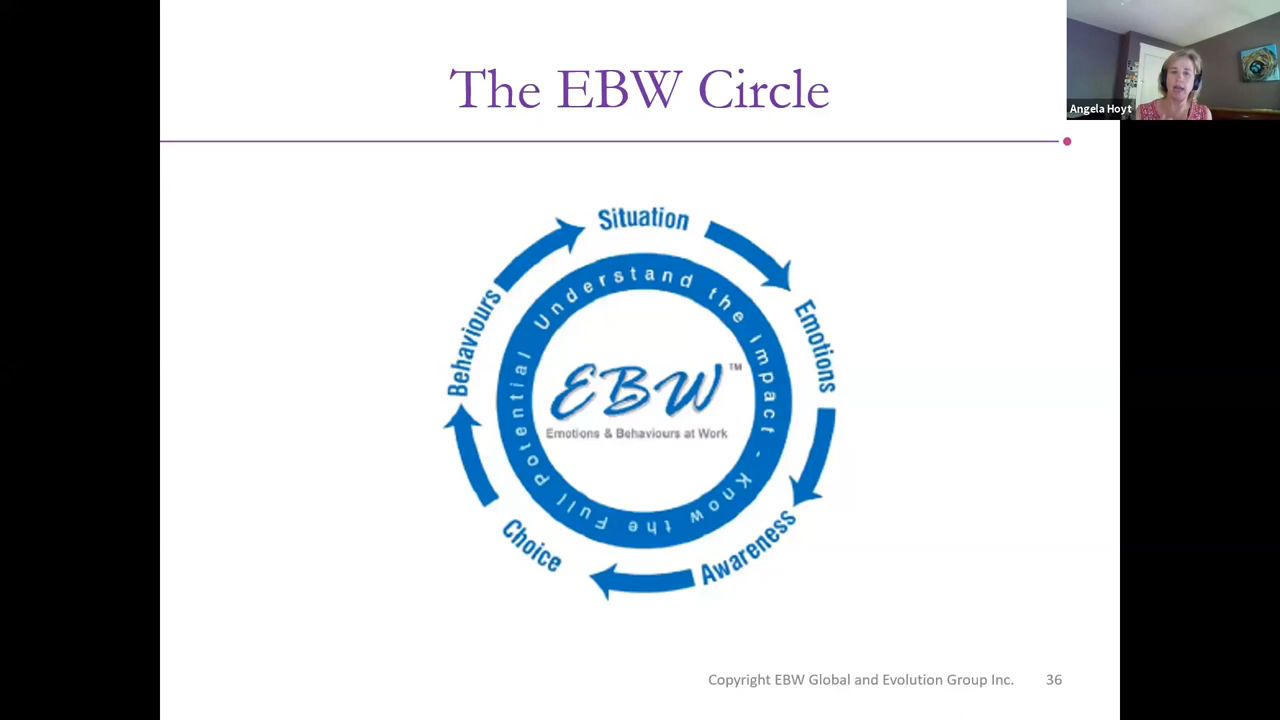 The EBW Circle
Angela Hoyt
Situation
Emotions
Awareness
Choice
Behaviours
Understand the Impact - Know the Full Potential
EBW™
Emotions & Behaviours at Work
Copyright EBW Global and Evolution Group Inc. 36